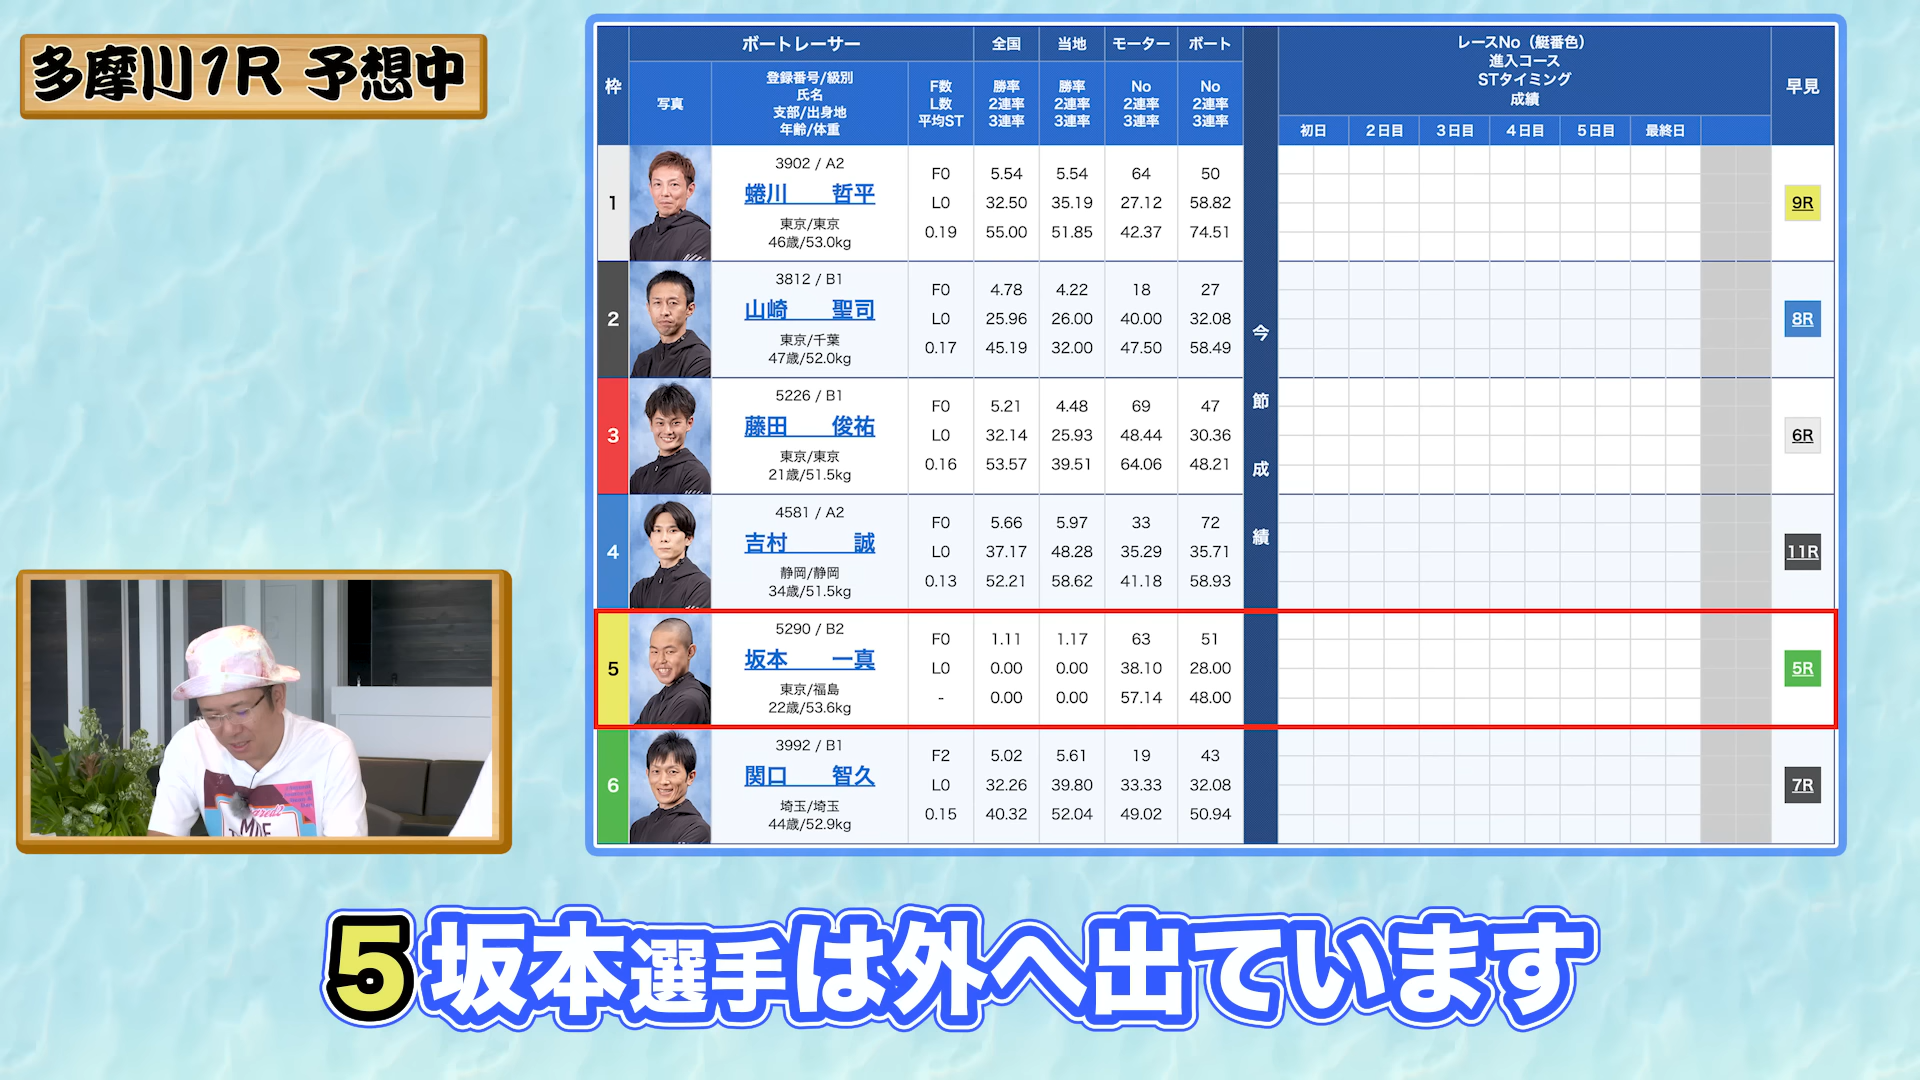 多摩川1R 予想中
枠 ボートレーサー 全国 当地 モーター ボート 今節成績 レースNo（艇番色） 早見
進入コース
STタイミング
成績
写真 登録番号/級別 F数 勝率 勝率 No No
氏名 L数 2連率 2連率 2連率 2連率
支部/出身地 平均ST 3連率 3連率 3連率 3連率
年齢/体重
初日 2日目 3日目 4日目 5日目 最終日
1 3902 / A2 F0 5.54 5.54 64 50 9R
蜷川 哲平 L0 32.50 35.19 27.12 58.82
東京/東京 0.19 55.00 51.85 42.37 74.51
46歳/53.0kg
2 3812 / B1 F0 4.78 4.22 18 27 8R
山崎 聖司 L0 25.96 26.00 40.00 32.08
東京/千葉 0.17 45.19 32.00 47.50 58.49
47歳/52.0kg
3 5226 / B1 F0 5.21 4.48 69 47 6R
藤田 俊祐 L0 32.14 25.93 48.44 30.36
東京/東京 0.16 53.57 39.51 64.06 48.21
21歳/51.5kg
4 4581 / A2 F0 5.66 5.97 33 72 11R
吉村 誠 L0 37.17 48.28 35.29 35.71
静岡/静岡 0.13 52.21 58.62 41.18 58.93
34歳/51.5kg
5 5290 / B2 F0 1.11 1.17 63 51 5R
坂本 一真 L0 0.00 0.00 38.10 28.00
東京/福島 - 0.00 0.00 57.14 48.00
22歳/53.6kg
6 3992 / B1 F2 5.02 5.61 19 43 7R
関口 智久 L0 32.26 39.80 33.33 32.08
埼玉/埼玉 0.15 40.32 52.04 49.02 50.94
44歳/52.9kg
5坂本選手は外へ出ています